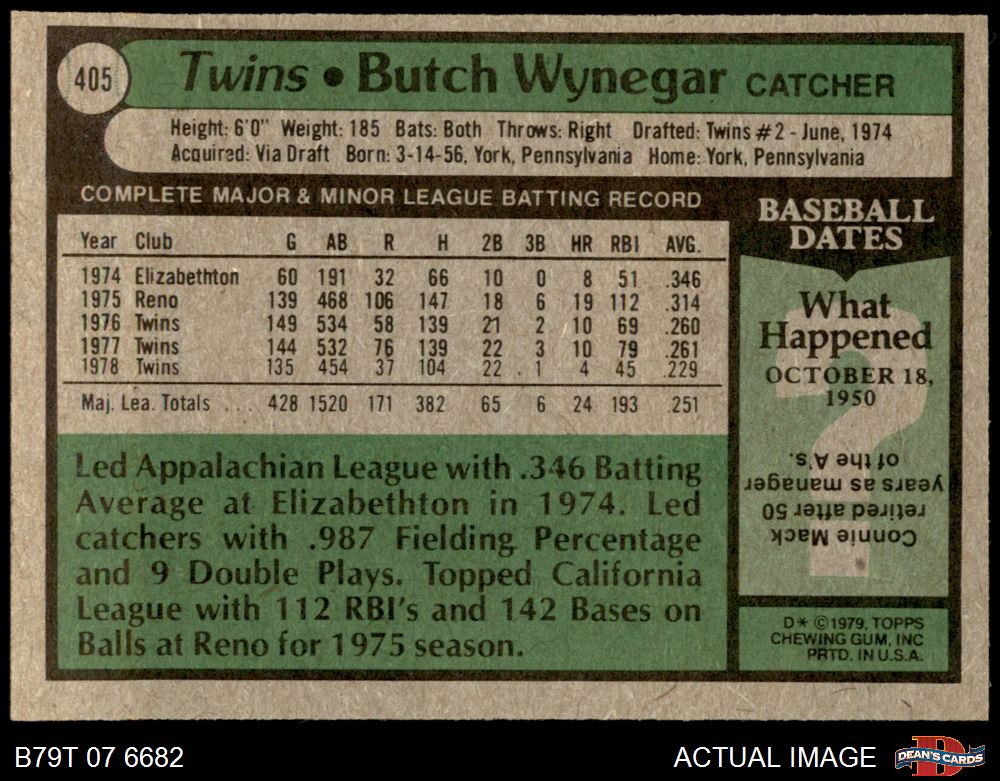 405
Twins • Butch Wynegar CATCHER
Height: 6'0" Weight: 185 Bats: Both Throws: Right Drafted: Twins #2 - June, 1974
Acquired: Via Draft Born: 3-14-56, York, Pennsylvania Home: York, Pennsylvania
COMPLETE MAJOR & MINOR LEAGUE BATTING RECORD
Year Club G AB R H 2B 3B HR RBI AVG.
1974 Elizabethton 60 191 32 66 10 0 8 51 .346
1975 Reno 139 468 106 147 18 6 19 112 .314
1976 Twins 149 534 58 139 21 2 10 69 .260
1977 Twins 144 532 76 139 22 3 10 79 .261
1978 Twins 135 454 37 104 22 1 4 45 .229
Maj. Lea. Totals ... 428 1520 171 382 65 6 24 193 .251
Led Appalachian League with .346 Batting
Average at Elizabethton in 1974. Led
catchers with .987 Fielding Percentage
and 9 Double Plays. Topped California
League with 112 RBI's and 142 Bases on
Balls at Reno for 1975 season.
BASEBALL
DATES
What
Happened
OCTOBER 18,
1950
Connie Mack
retired after 50
years as manager
of the A's.
D* ©1979, TOPPS
CHEWING GUM, INC
PRTD. IN U.S.A.
B79T 07 6682
ACTUAL IMAGE
D
DEAN'S CARDS